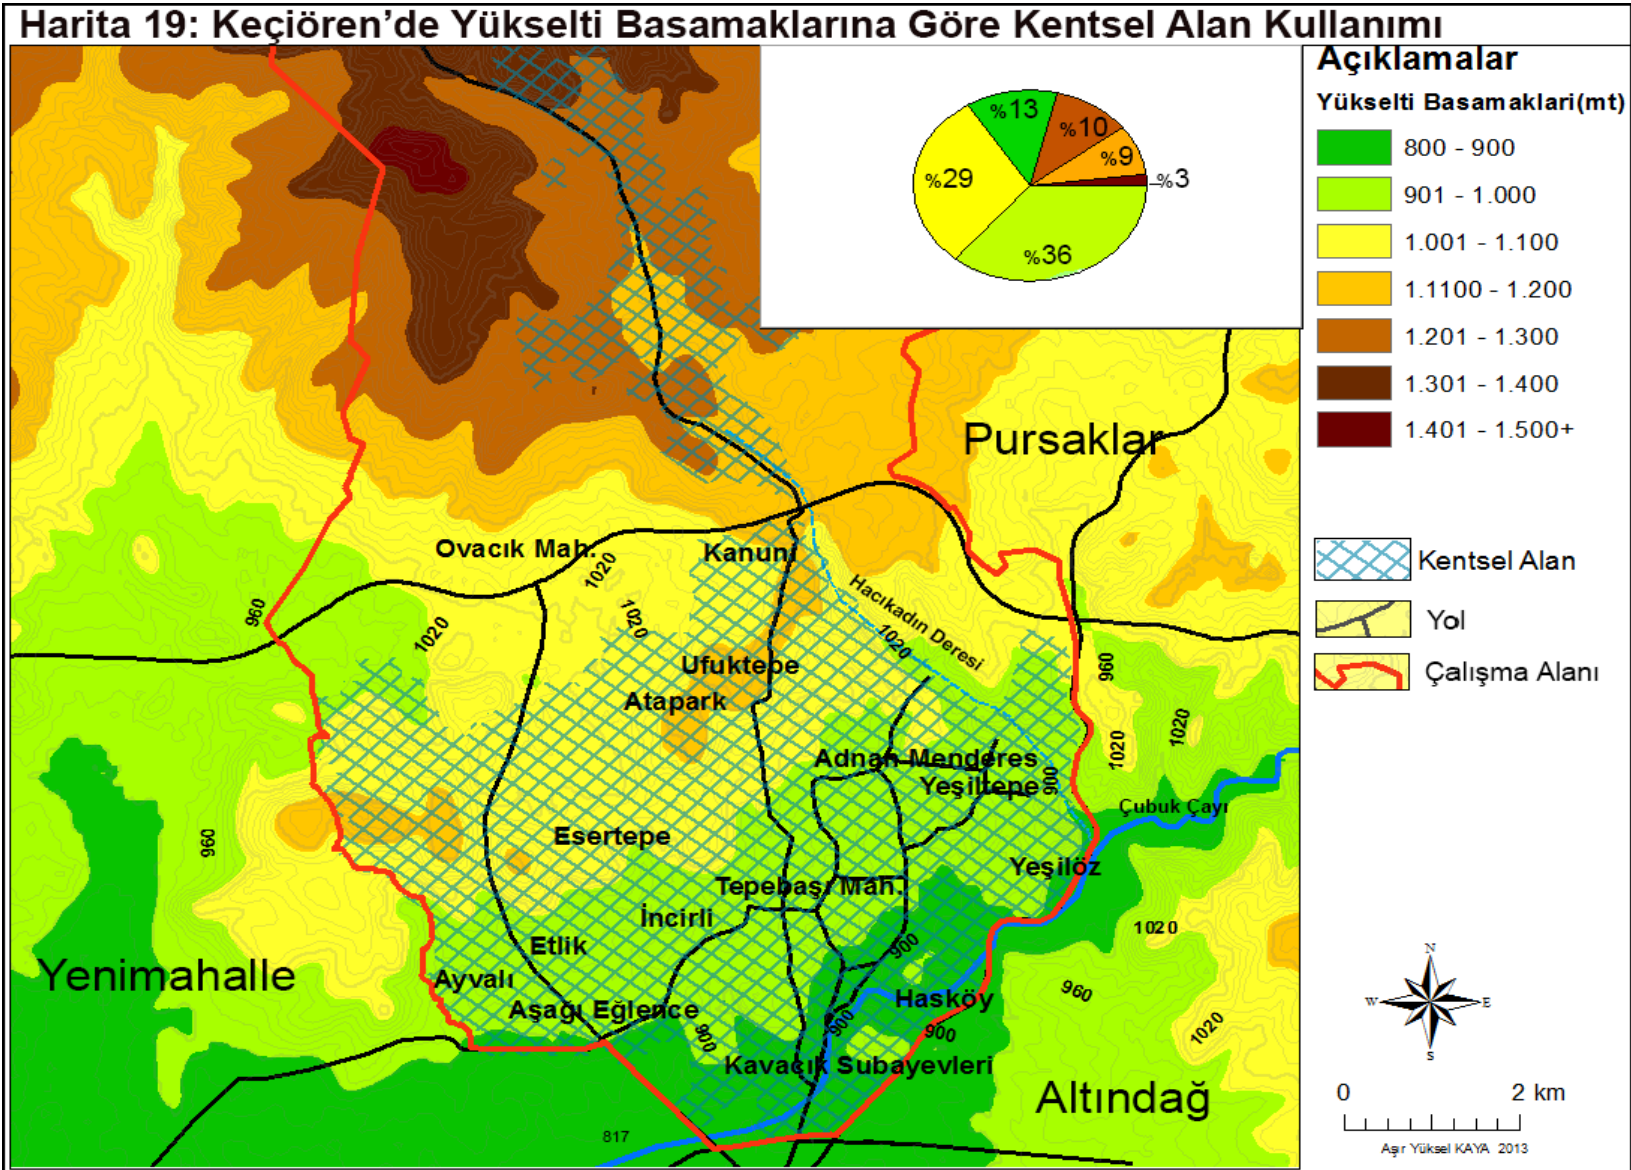 Harita 19: Keçiören’de Yükselti Basamaklarına Göre Kentsel Alan Kullanımı
%13
%10
%9
%3
%29
%36
Açıklamalar
Yükselti Basamaklari(mt)
800 - 900
901 - 1.000
1.001 - 1.100
1.1100 - 1.200
1.201 - 1.300
1.301 - 1.400
1.401 - 1.500+
Kentsel Alan
Yol
Çalışma Alanı
Pursaklar
Ovacık Mah.
Kanuni
1020
1020
1020
960
Hacıkadın Deresi
1020
Ufuktepe
Atapark
960
1020
1020
Adnan Menderes
Yeşiltepe
900
Çubuk Çayı
960
Esertepe
Yeşilöz
Tepebaşı Mah.
İncirli
1020
Etlik
900
Yenimahalle
Ayvalı
Hasköy
960
Aşağı Eğlence
900
900
900
1020
Kavacık Subayevleri
Altındağ
817
N
W
E
S
0 2 km
Aşır Yüksel KAYA 2013